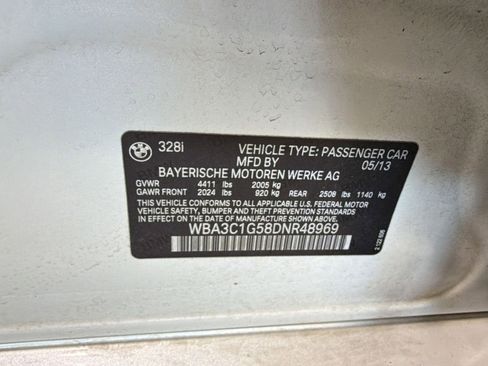 328i VEHICLE TYPE: PASSENGER CAR
MFD BY 05/13
BAYERISCHE MOTOREN WERKE AG
GVWR 4411 lbs 2005 kg
GAWR FRONT 2024 lbs 920 kg REAR 2508 lbs 1140 kg
THIS VEHICLE CONFORMS TO ALL APPLICABLE U.S. FEDERAL MOTOR
VEHICLE SAFETY, BUMPER AND THEFT PREVENTION STANDARDS IN
EFFECT ON THE DATE OF MANUFACTURE SHOWN ABOVE.
WBA3C1G58DNR48969